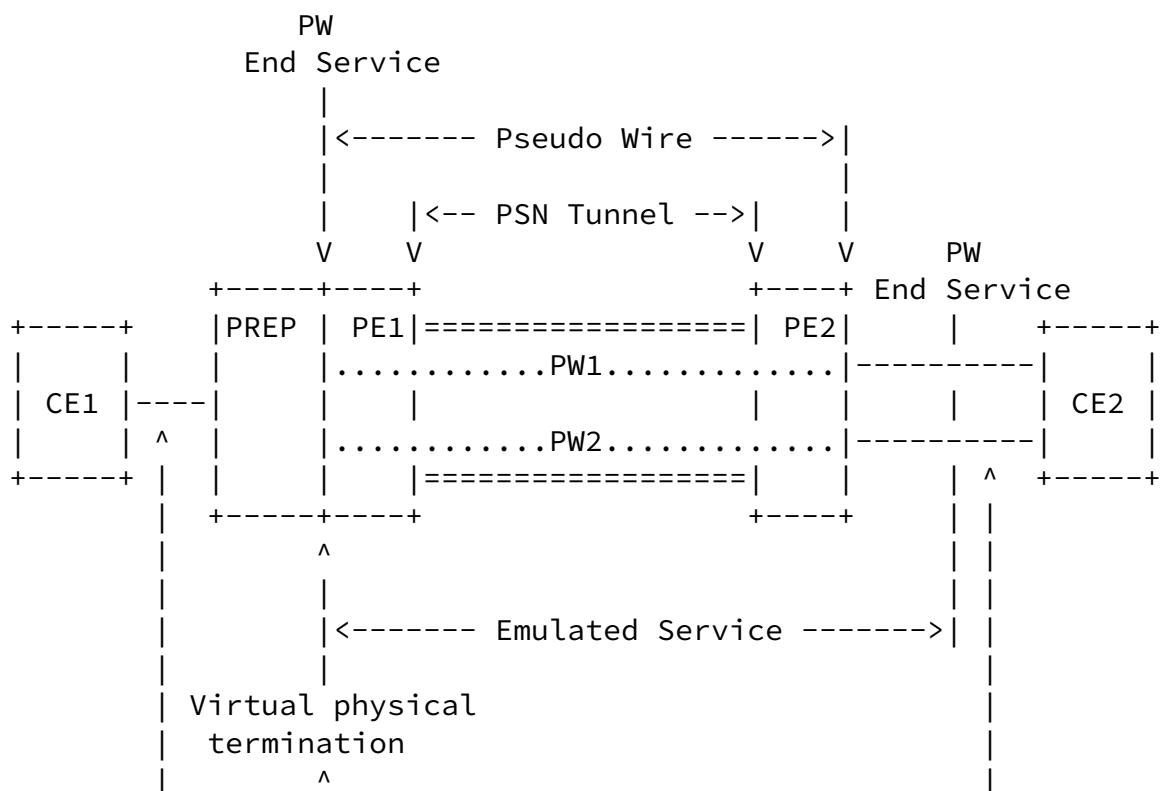 PW
End Service
|
|<------- Pseudo Wire ------>|
|                            |
|    |<-- PSN Tunnel -->|    |
V    V                  V    V     PW
+-----+----+                  +----+ End Service
+-----+    |PREP | PE1|==================| PE2|     |    +-----+
|     |    |     |............PW1.............|----------|     |
| CE1 |----|     |    |                  |    |     |    | CE2 |
|     | ^  |     |............PW2.............|----------|     |
+-----+ |  |     |    |==================|    |     | ^  +-----+
|  +-----+----+                  +----+     | |
|        ^                                  | |
|        |                                  | |
|        |<------- Emulated Service ------->| |
|        |                                    |
| Virtual physical                            |
|  termination                                |
|        ^                                    |